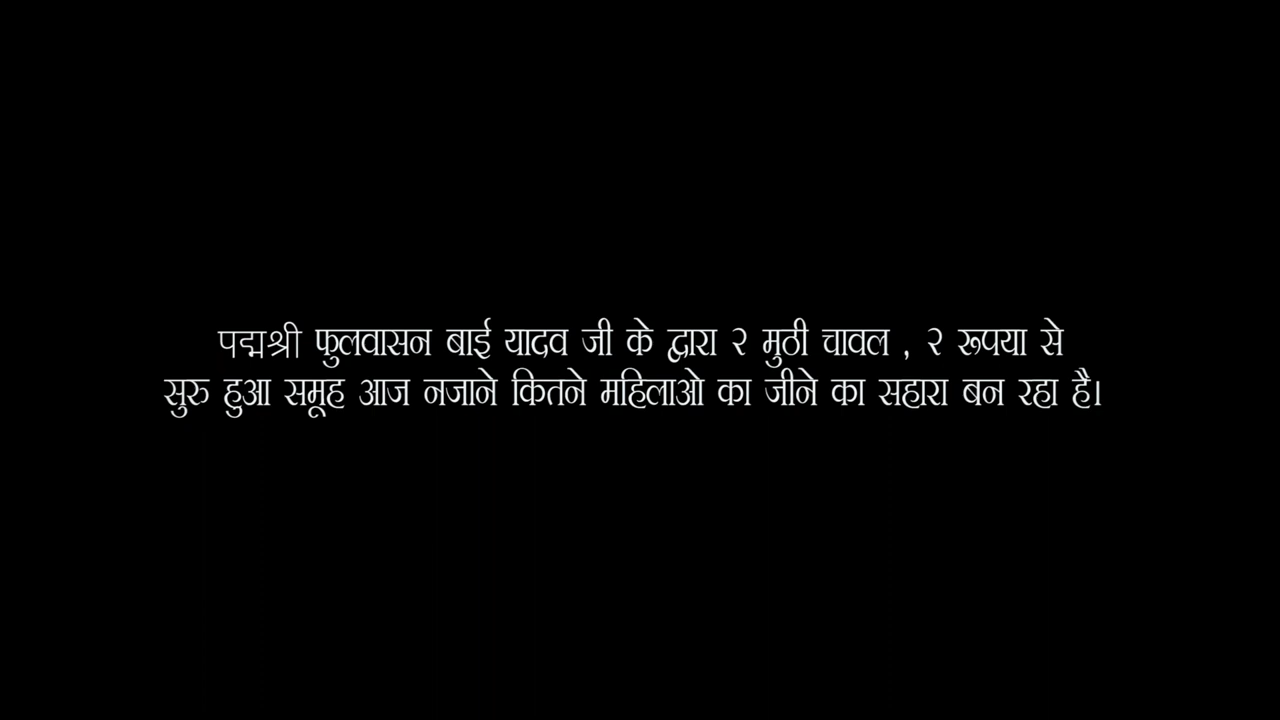 पद्मश्री फुलवासन बाई यादव जी के द्वारा २ मुठी चावल , २ रूपया से
सुरु हुआ समूह आज नजाने कितने महिलाओ का जीने का सहारा बन रहा है।